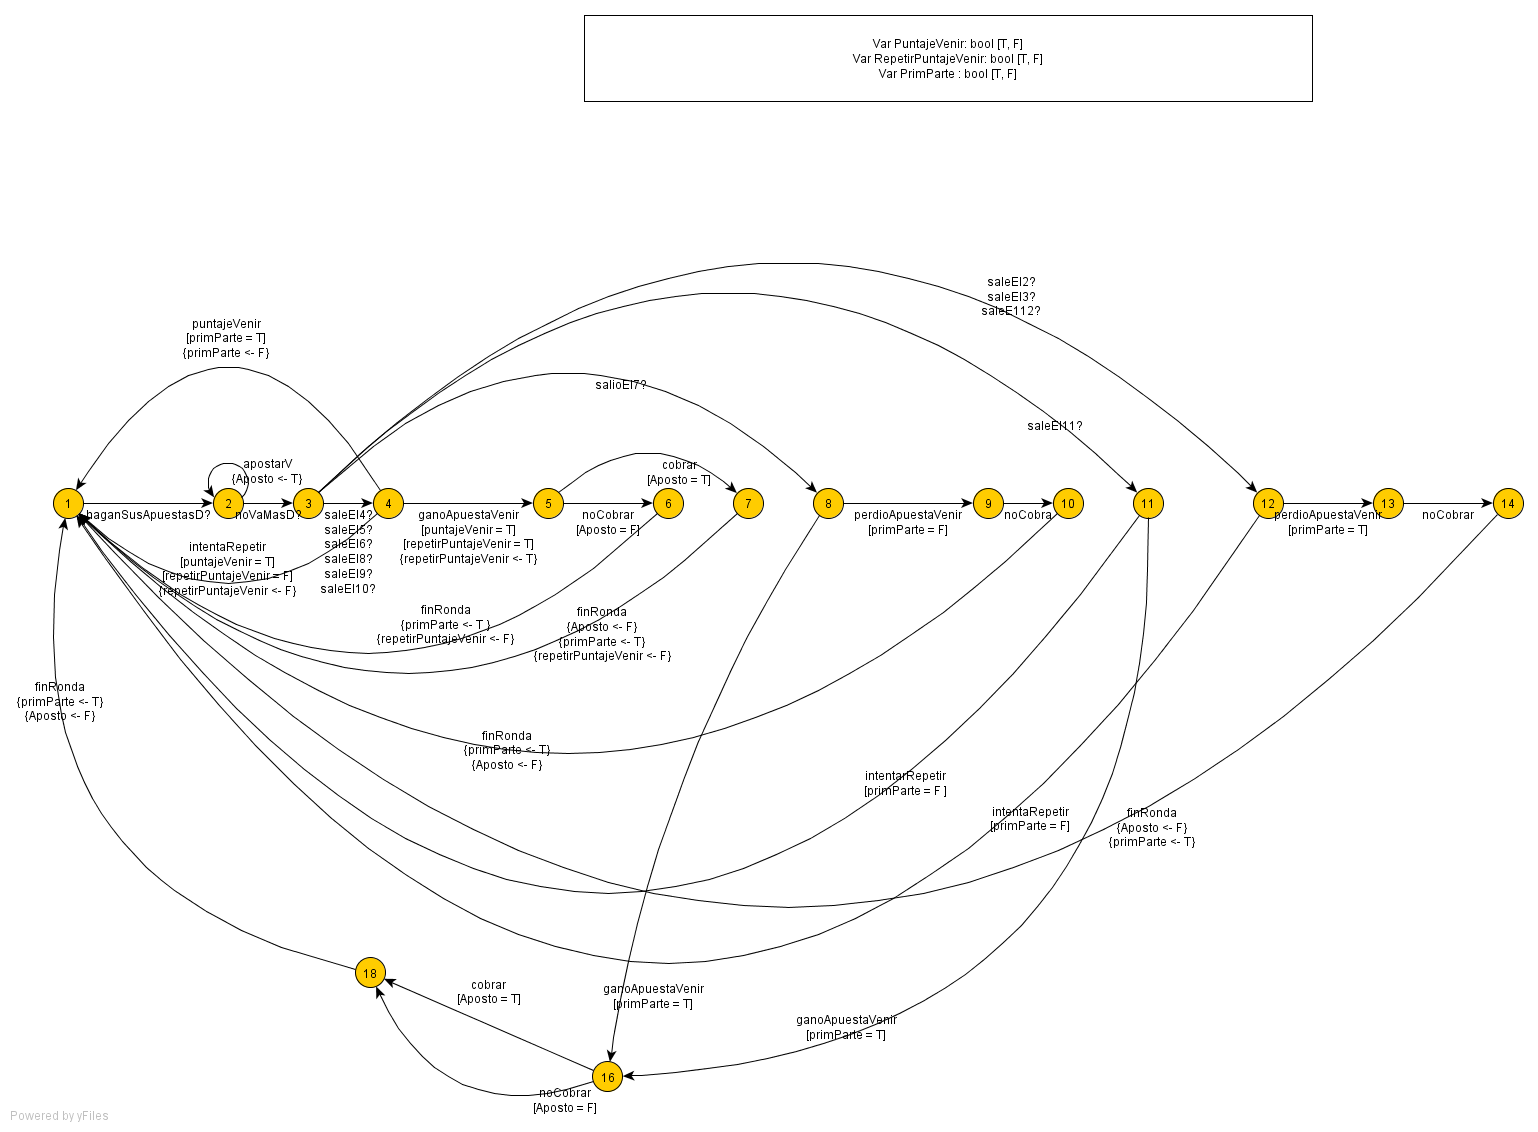 Var PuntajeVenir: bool [T, F]
Var RepetirPuntajeVenir: bool [T, F]
Var PrimParte : bool [T, F]
saleEl2?
saleEl3?
saleE112?
puntajeVenir
[primParte = T]
{primParte <- F}
salioEl7?
saleEl11?
apostarV
{Aposto <- T}
cobrar
[Aposto = T]
1
2
3
4
5
6
7
8
9
10
11
12
13
14
haganSusApuestasD?
noVaMasD?
saleEl4?
saleEl5?
saleEl6?
saleEl8?
saleEl9?
saleEl10?
ganoApuestaVenir
[puntajeVenir = T]
[repetirPuntajeVenir = T]
{repetirPuntajeVenir <- T}
noCobrar
[Aposto = F]
perdioApuestaVenir
[primParte = F]
noCobrar
perdioApuestaVenir
[primParte = T]
noCobrar
intentaRepetir
[puntajeVenir = T]
[repetirPuntajeVenir = F]
{repetirPuntajeVenir <- F}
finRonda
{primParte <- T }
{repetirPuntajeVenir <- F}
finRonda
{Aposto <- F}
{primParte <- T}
{repetirPuntajeVenir <- F}
finRonda
{primParte <- T}
{Aposto <- F}
finRonda
{primParte <- T}
{Aposto <- F}
intentarRepetir
[primParte = F ]
intentaRepetir
[primParte = F]
finRonda
{Aposto <- F}
{primParte <- T}
18
cobrar
[Aposto = T]
ganoApuestaVenir
[primParte = T]
ganoApuestaVenir
[primParte = T]
16
noCobrar
[Aposto = F]
Powered by yFiles